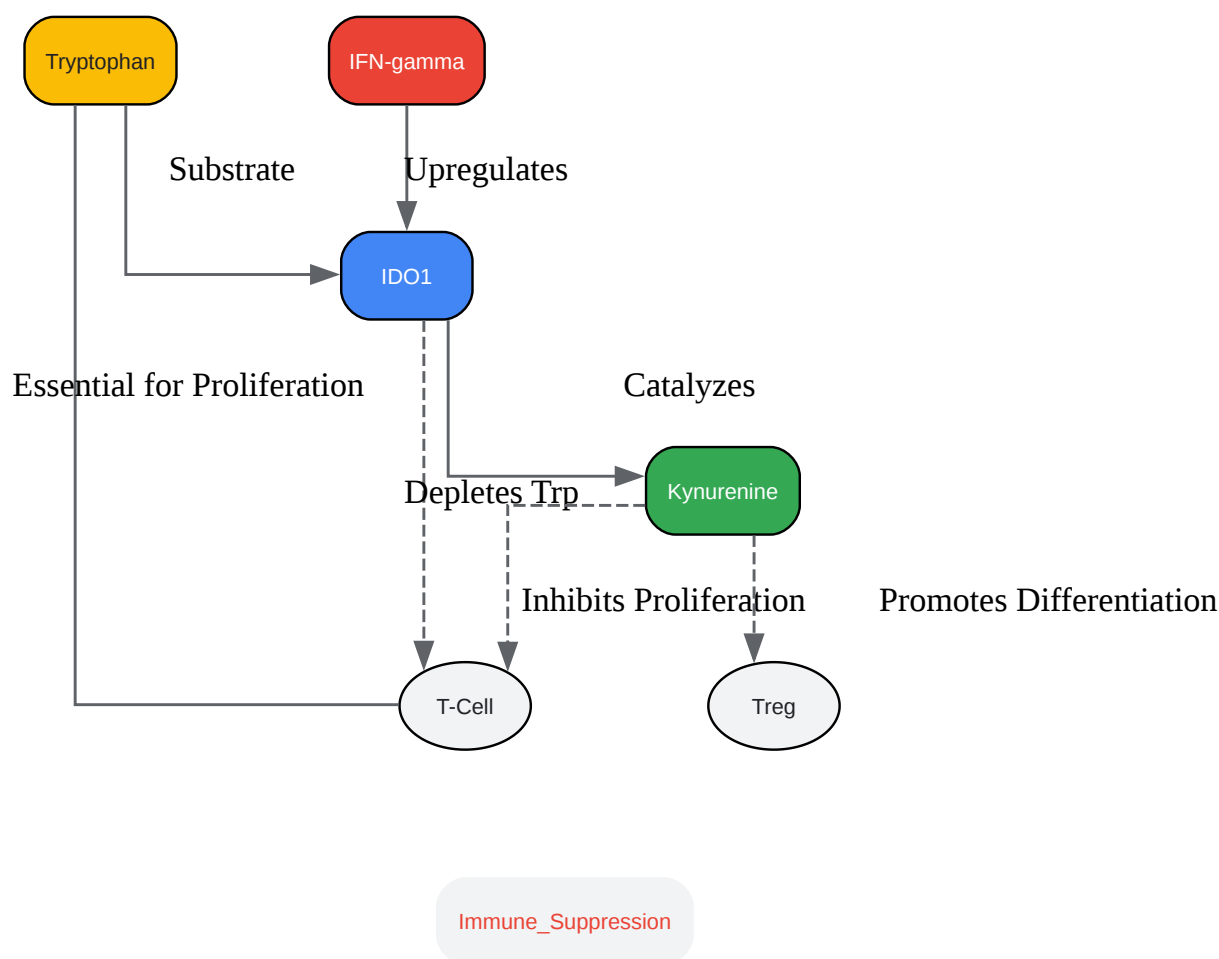 Tryptophan
IFN-gamma
Substrate
Upregulates
IDO1
Essential for Proliferation
Catalyzes
Depletes Trp
Kynurenine
Inhibits Proliferation
Promotes Differentiation
T-Cell
Treg
Immune_Suppression